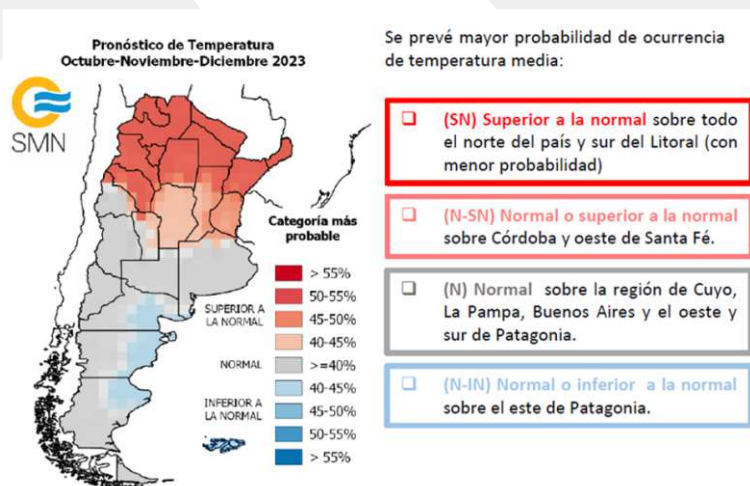 Pronóstico de Temperatura
Octubre-Noviembre-Diciembre 2023
SMN
Categoría más
probable
> 55%
50-55%
SUPERIOR A
LA NORMAL
45-50%
40-45%
NORMAL
>=40%
INFERIOR A
LA NORMAL
40-45%
45-50%
50-55%
> 55%
Se prevé mayor probabilidad de ocurrencia
de temperatura media:
(SN) Superior a la normal sobre todo
el norte del país y sur del Litoral (con
menor probabilidad)
(N-SN) Normal o superior a la normal
sobre Córdoba y oeste de Santa Fé.
(N) Normal sobre la región de Cuyo,
La Pampa, Buenos Aires y el oeste y
sur de Patagonia.
(N-IN) Normal o inferior a la normal
sobre el este de Patagonia.